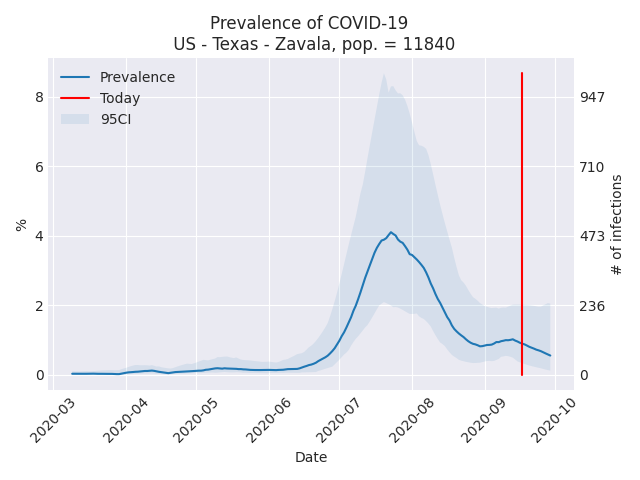 Prevalence of COVID-19
US - Texas - Zavala, pop. = 11840
Prevalence
Today
95CI
8
6
4
2
0
%
947
710
473
236
0
# of infections
2020-03
2020-04
2020-05
2020-06
2020-07
2020-08
2020-09
2020-10
Date